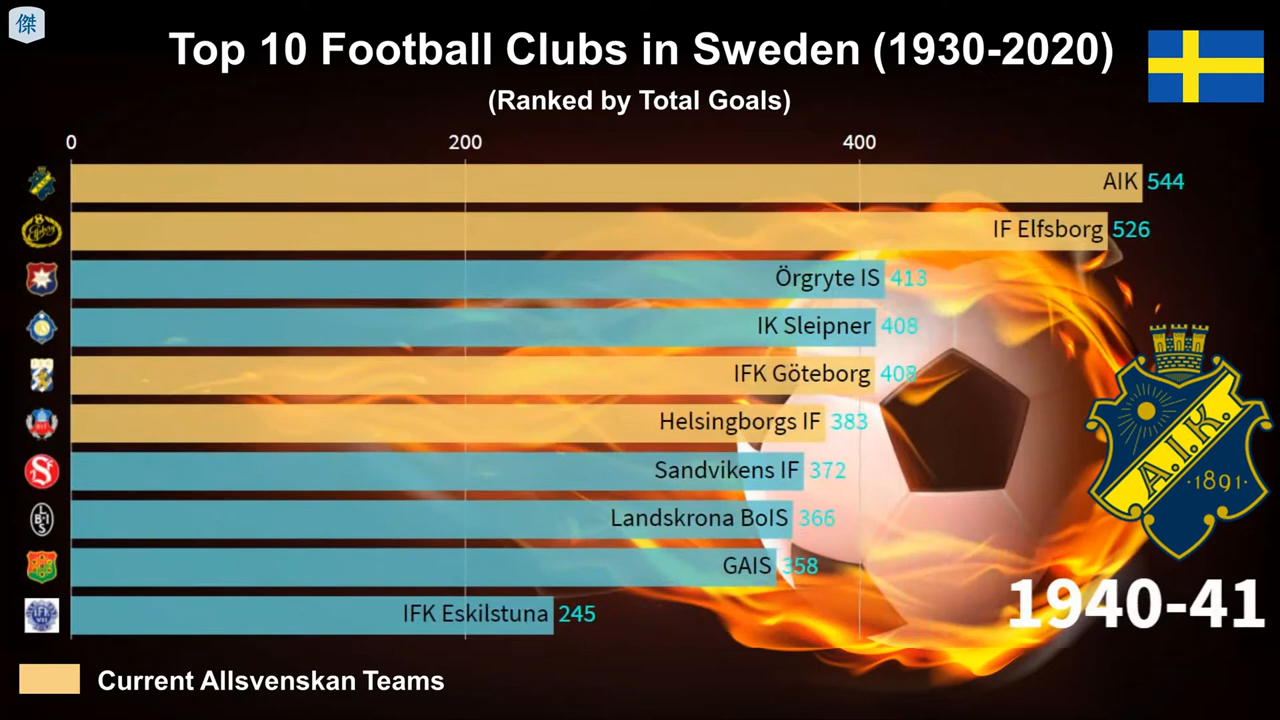 傑
Top 10 Football Clubs in Sweden (1930-2020)
(Ranked by Total Goals)
0 200 400
AIK 544
IF Elfsborg 526
Örgryte IS 413
IK Sleipner 408
IFK Göteborg 408
Helsingborgs IF 383
Sandvikens IF 372
Landskrona BoIS 366
GAIS 358
IFK Eskilstuna 245
A.I.K.
·1891·
1940-41
Current Allsvenskan Teams